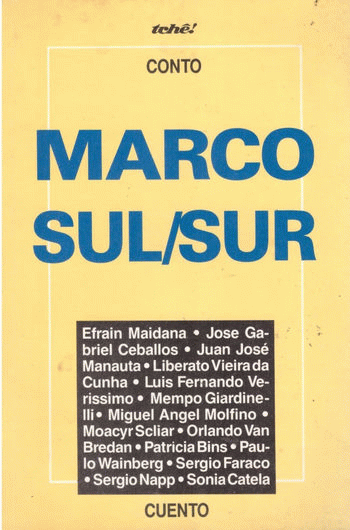 tchê!
CONTO
MARCO
SUL/SUR
Efrain Maidana • Jose Ga-
briel Ceballos • Juan José
Manauta • Liberato Vieira da
Cunha • Luis Fernando Ve-
rissimo • Mempo Giardine-
lli • Miguel Angel Molfino •
Moacyr Scliar • Orlando Van
Bredan • Patricia Bins • Pau-
lo Wainberg • Sergio Faraco
• Sergio Napp • Sonia Catela
CUENTO